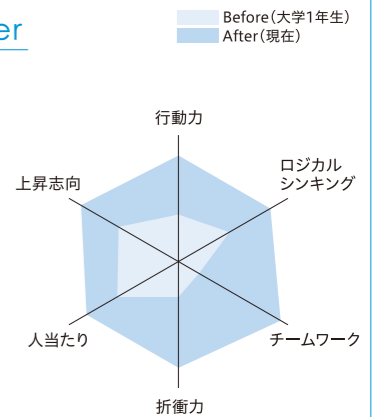 er
Before（大学1年生）
After（現在）
行動力
ロジカル
シンキング
上昇志向
人当たり
チームワーク
折衝力